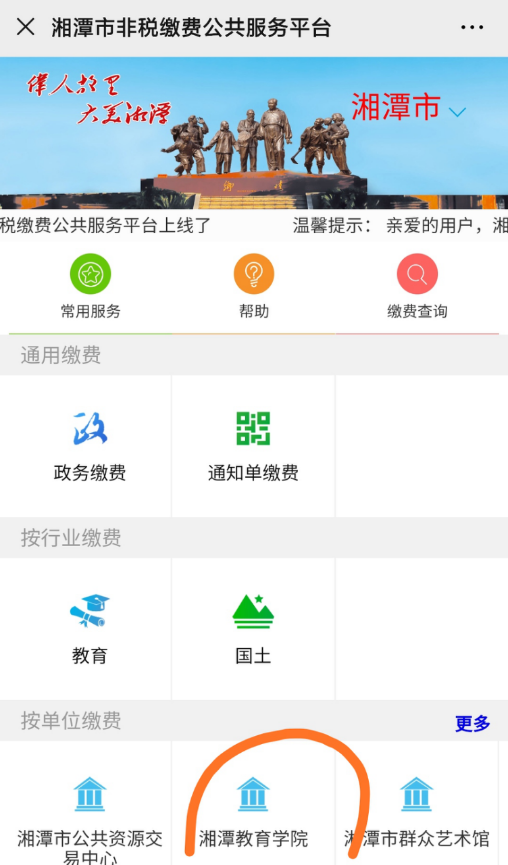 湘潭市非税缴费公共服务平台
伟人故里
大美湘潭
湘潭市
税缴费公共服务平台上线了 温馨提示： 亲爱的用户，湘
常用服务 帮助 缴费查询
通用缴费
政
政务缴费 通知单缴费
按行业缴费
教育 国土
按单位缴费 更多
湘潭市公共资源交易中心
湘潭教育学院
湘潭市群众艺术馆